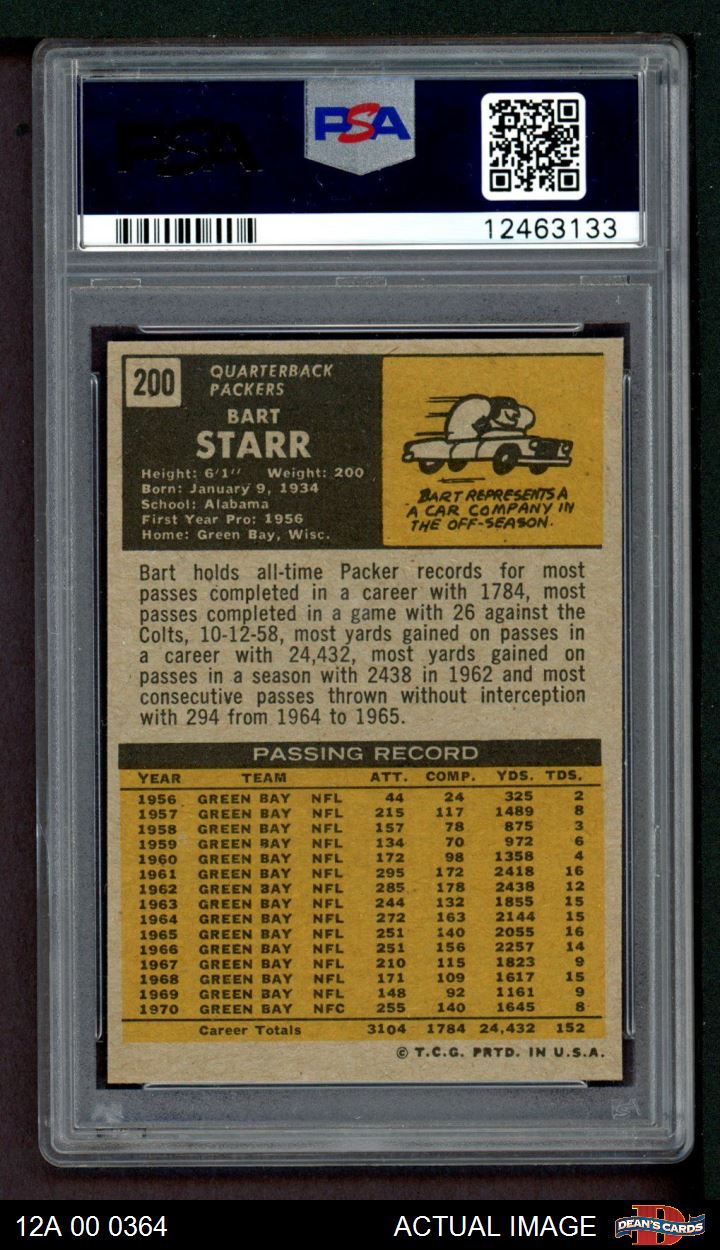 PSA
PSA
12463133
200
QUARTERBACK
PACKERS
BART
STARR
Height: 6'1" Weight: 200
Born: January 9, 1934
School: Alabama
First Year Pro: 1956
Home: Green Bay, Wisc.
BART REPRESENTS A
A CAR COMPANY IN
THE OFF-SEASON.
Bart holds all-time Packer records for most
passes completed in a career with 1784, most
passes completed in a game with 26 against the
Colts, 10-12-58, most yards gained on passes in
a career with 24,432, most yards gained on
passes in a season with 2438 in 1962 and most
consecutive passes thrown without interception
with 294 from 1964 to 1965.
PASSING RECORD
YEAR TEAM ATT. COMP. YDS. TDS.
1956 GREEN BAY NFL 44 24 325 2
1957 GREEN BAY NFL 215 117 1489 8
1958 GREEN BAY NFL 157 78 875 3
1959 GREEN BAY NFL 134 70 972 6
1960 GREEN BAY NFL 172 98 1358 4
1961 GREEN BAY NFL 295 172 2418 16
1962 GREEN BAY NFL 285 178 2438 12
1963 GREEN BAY NFL 244 132 1855 15
1964 GREEN BAY NFL 272 163 2144 15
1965 GREEN BAY NFL 251 140 2055 16
1966 GREEN BAY NFL 251 156 2257 14
1967 GREEN BAY NFL 210 115 1823 9
1968 GREEN BAY NFL 171 109 1617 15
1969 GREEN BAY NFL 148 92 1161 9
1970 GREEN BAY NFC 255 140 1645 8
Career Totals 3104 1784 24,432 152
© T.C.G. PRTD. IN U.S.A.
12A 00 0364
ACTUAL IMAGE
DEAN'S CARDS